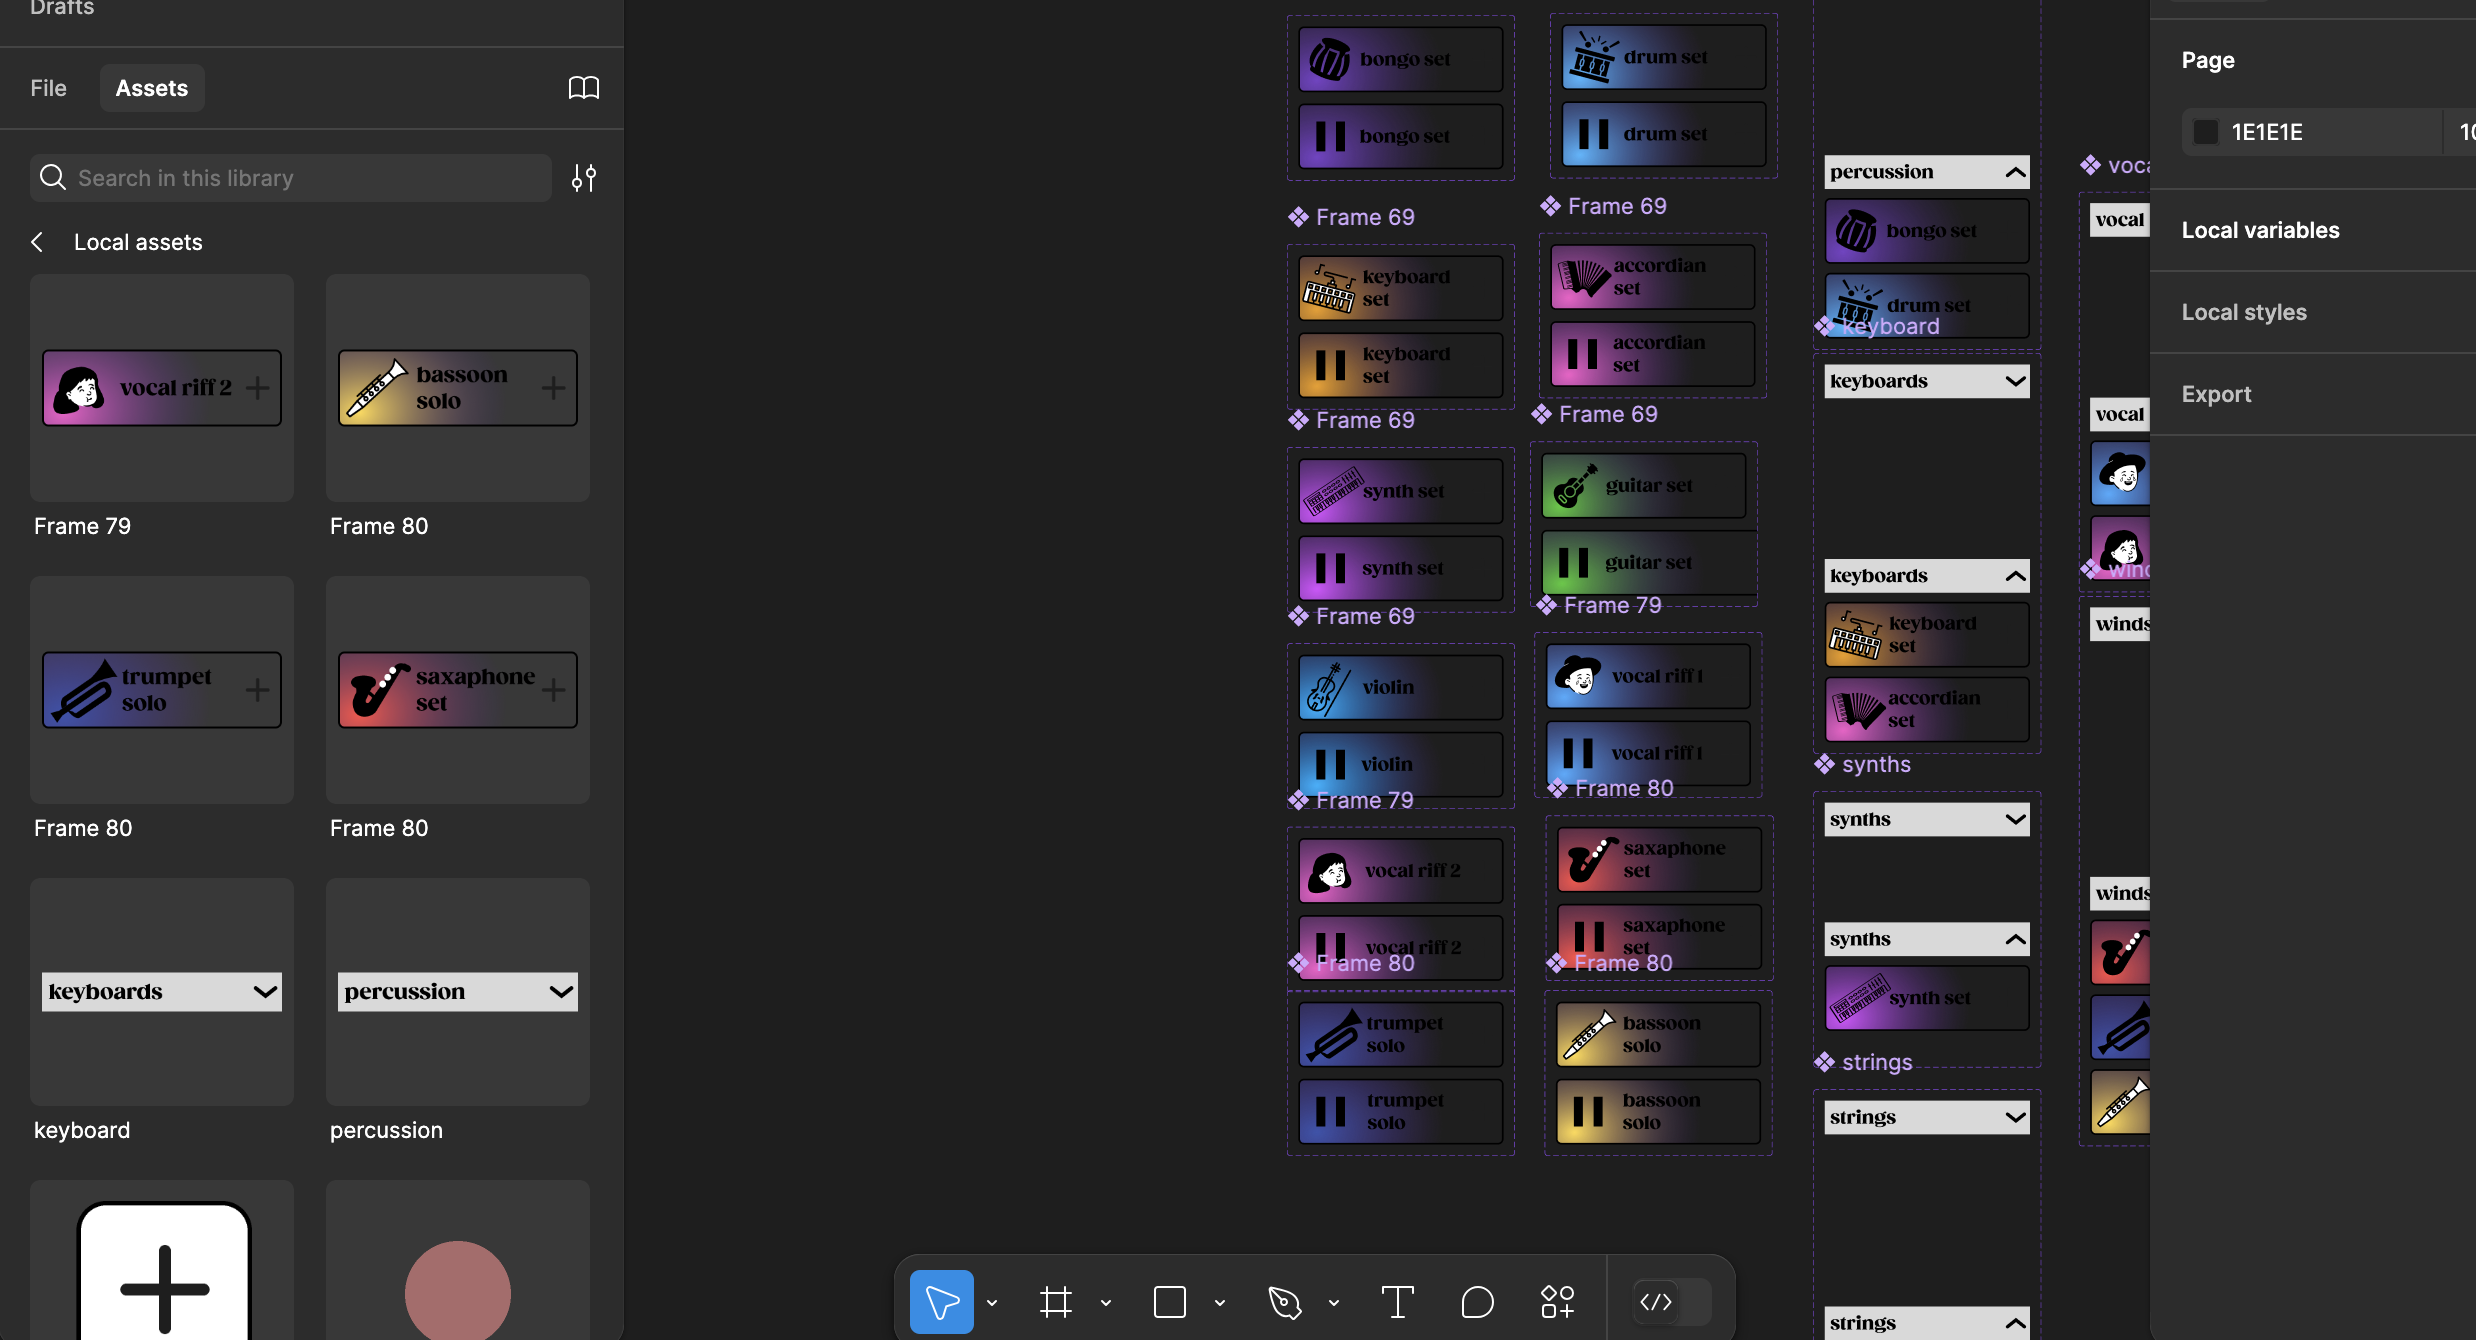 Drafts
File
Assets
Search in this library
Local assets
vocal riff 2
Frame 79
bassoon
solo
Frame 80
trumpet
solo
Frame 80
saxaphone
set
Frame 80
keyboards
keyboard
percussion
percussion
bongo set
bongo set
Frame 69
keyboard
set
keyboard
set
Frame 69
synth set
synth set
Frame 69
violin
violin
Frame 79
vocal riff 2
vocal riff 2
Frame 80
trumpet
solo
trumpet
solo
drum set
drum set
Frame 69
accordian
set
accordian
set
Frame 69
guitar set
guitar set
Frame 79
vocal riff 1
vocal riff 1
Frame 80
saxaphone
set
saxaphone
set
Frame 80
bassoon
solo
bassoon
solo
percussion
bongo set
drum set
keyboard
keyboards
keyboards
keyboard
set
accordian
set
synths
synths
synths
synth set
strings
strings
strings
voca
vocal
vocal
wind
winds
winds
Page
1E1E1E
10
Local variables
Local styles
Export